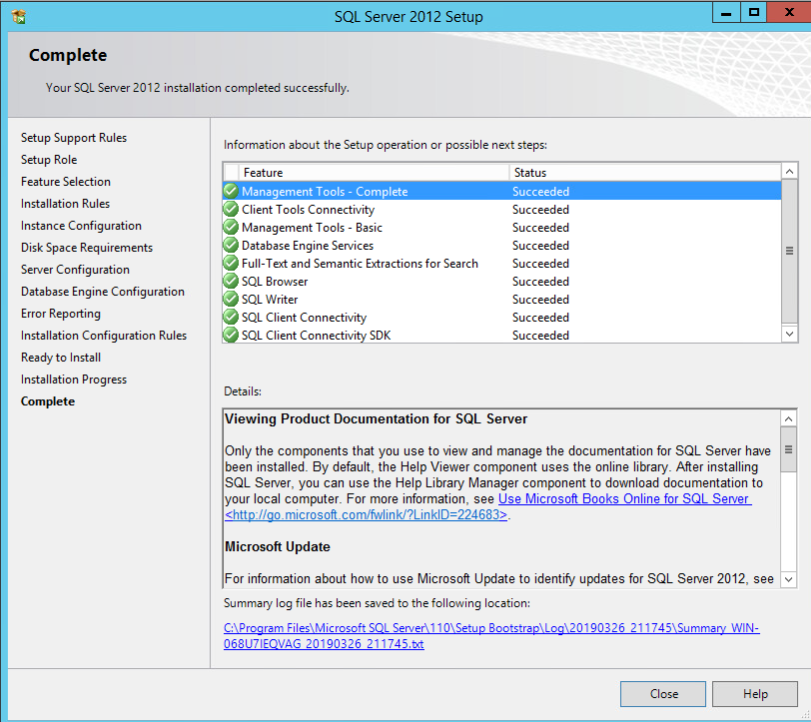 SQL Server 2012 Setup
Complete
Your SQL Server 2012 installation completed successfully.
Setup Support Rules
Setup Role
Feature Selection
Installation Rules
Instance Configuration
Disk Space Requirements
Server Configuration
Database Engine Configuration
Error Reporting
Installation Configuration Rules
Ready to Install
Installation Progress
Complete
Information about the Setup operation or possible next steps:
Feature Status
Management Tools - Complete Succeeded
Client Tools Connectivity Succeeded
Management Tools - Basic Succeeded
Database Engine Services Succeeded
Full-Text and Semantic Extractions for Search Succeeded
SQL Browser Succeeded
SQL Writer Succeeded
SQL Client Connectivity Succeeded
SQL Client Connectivity SDK Succeeded
Details:
Viewing Product Documentation for SQL Server
Only the components that you use to view and manage the documentation for SQL Server have
been installed. By default, the Help Viewer component uses the online library. After installing
SQL Server, you can use the Help Library Manager component to download documentation to
your local computer. For more information, see Use Microsoft Books Online for SQL Server
<http://go.microsoft.com/fwlink/?LinkID=224683>.
Microsoft Update
For information about how to use Microsoft Update to identify updates for SQL Server 2012, see
Summary log file has been saved to the following location:
C:\Program Files\Microsoft SQL Server\110\Setup Bootstrap\Log\20190326_211745\Summary_WIN-
068U7IEQVAG_20190326_211745.txt
Close Help